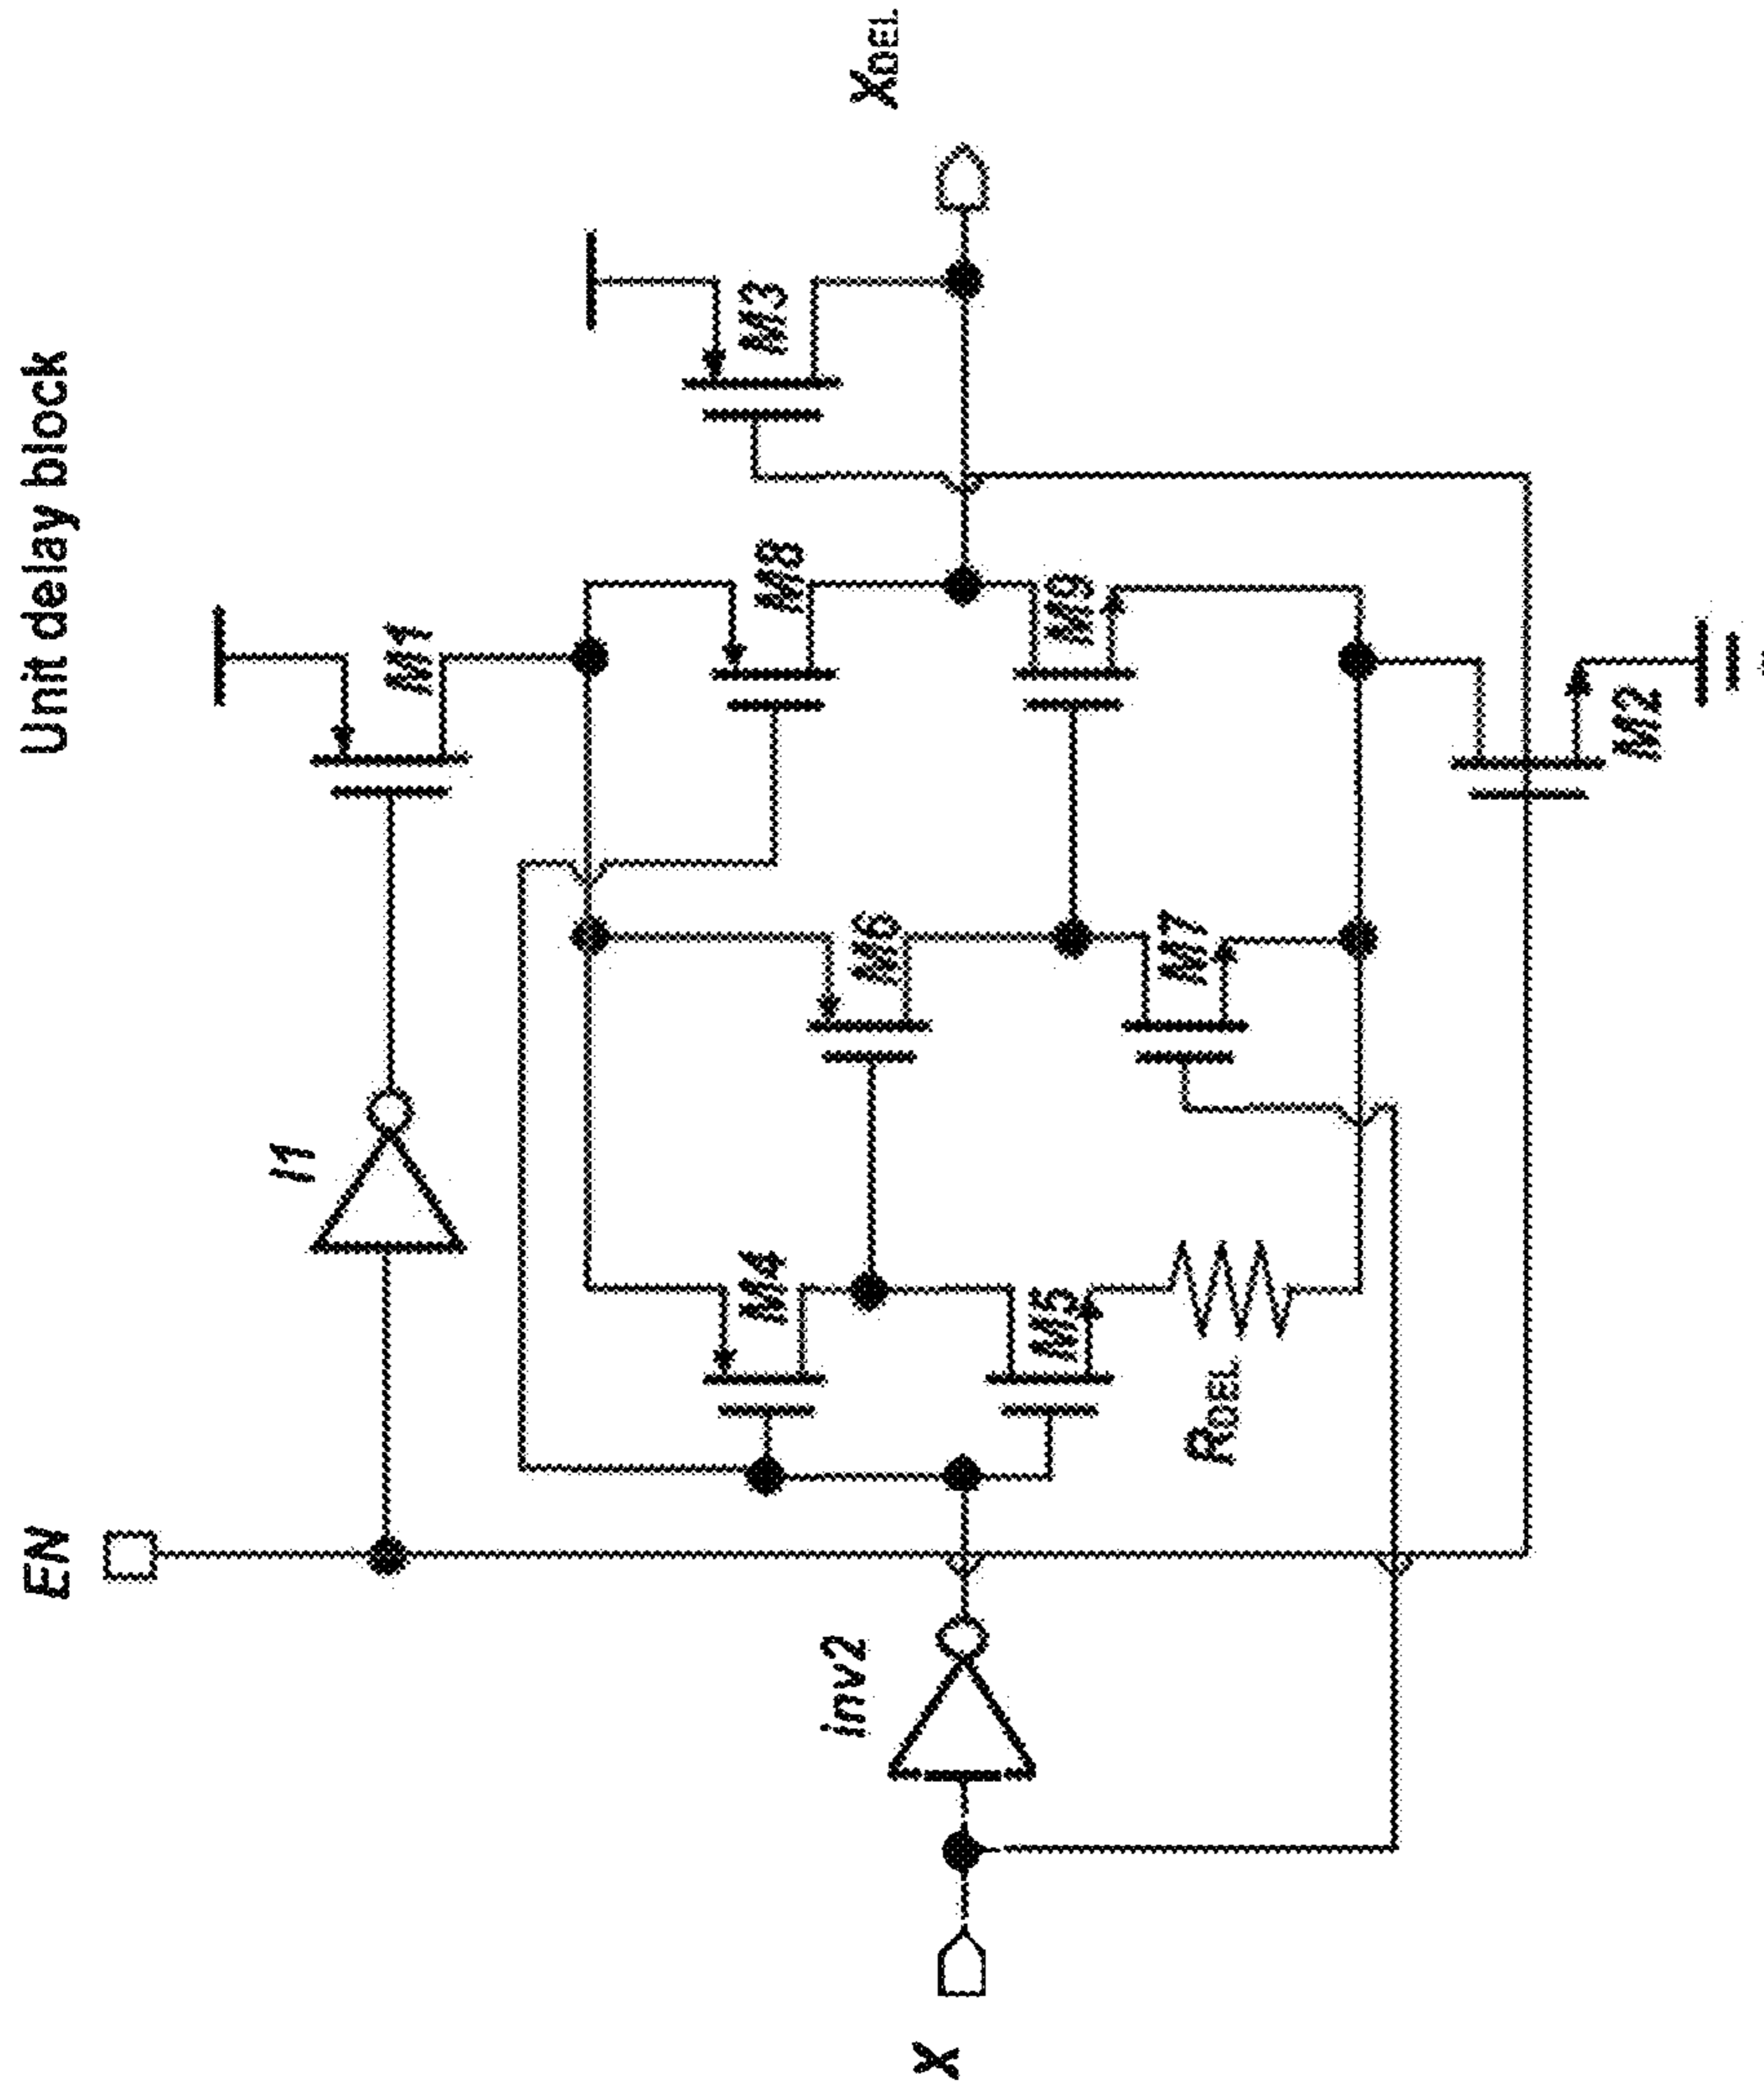 Unit delay block
EN
I1
M1
M3
XDEL
M8
M6
M4
inv2
X
M5
M9
M7
RDEL
M2